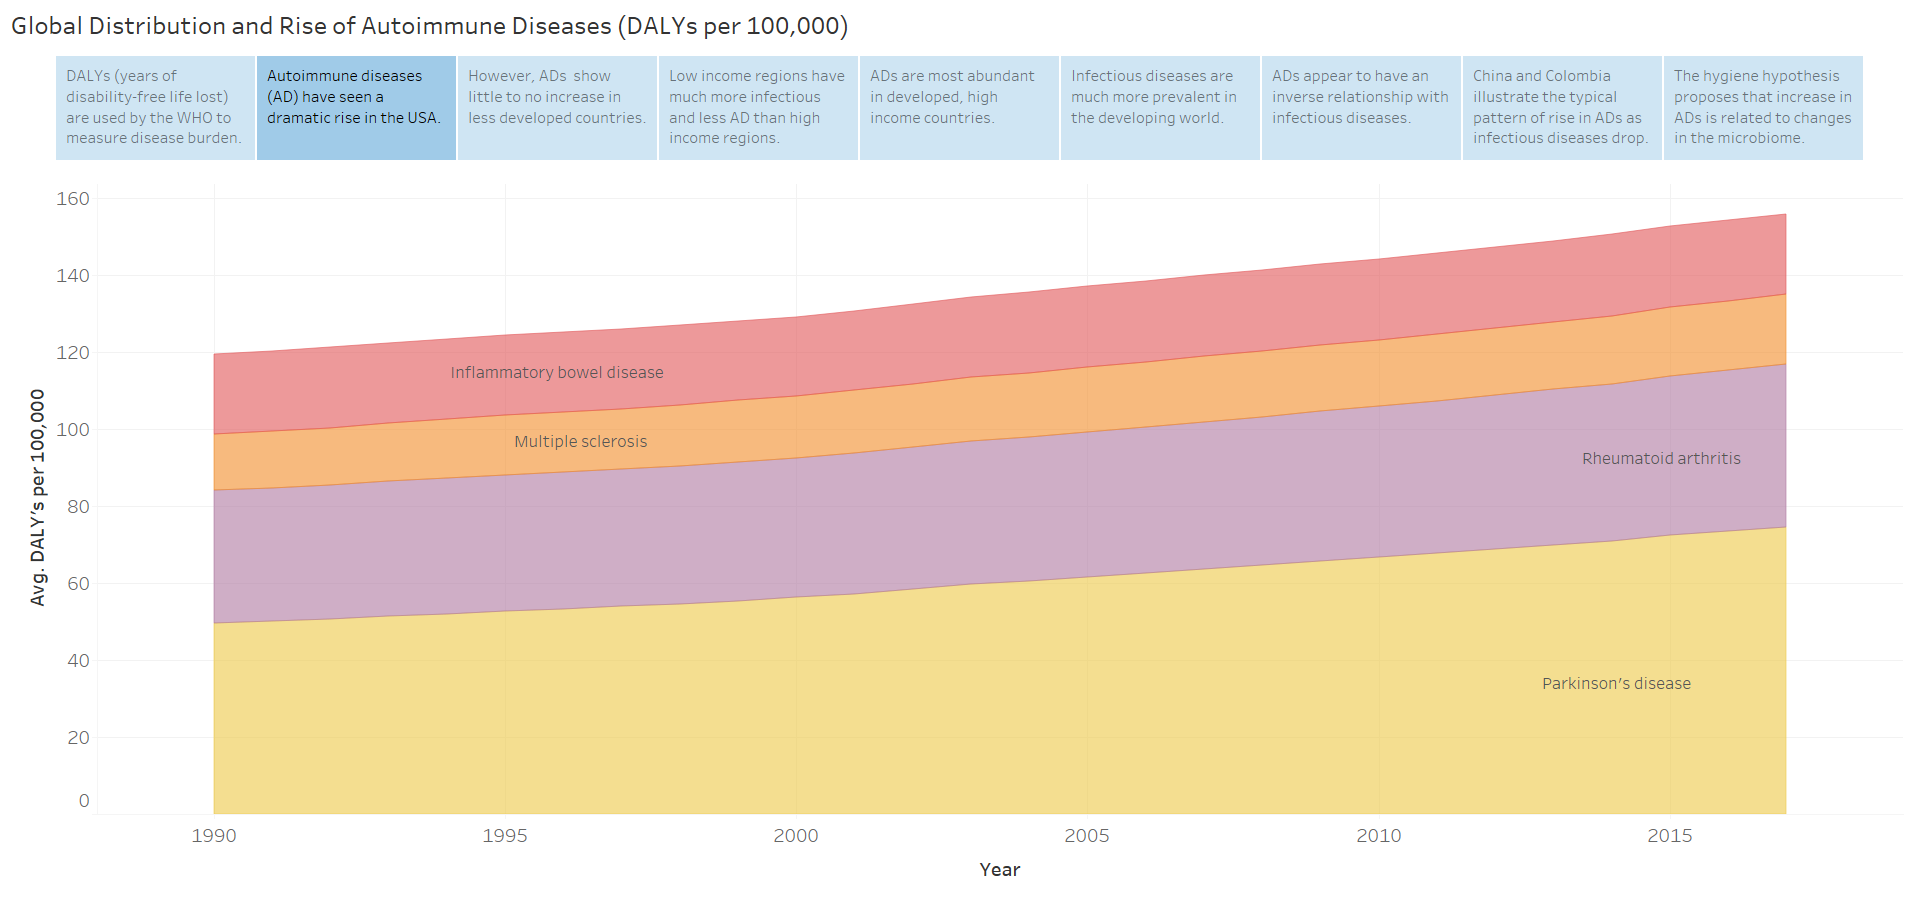 Global Distribution and Rise of Autoimmune Diseases (DALYs per 100,000)
DALYs (years of
disability-free life lost)
are used by the WHO to
measure disease burden.
Autoimmune diseases
(AD) have seen a
dramatic rise in the USA.
However, ADs  show
little to no increase in
less developed countries.
Low income regions have
much more infectious
and less AD than high
income regions.
ADs are most abundant
in developed, high
income countries.
Infectious diseases are
much more prevalent in
the developing world.
ADs appear to have an
inverse relationship with
infectious diseases.
China and Colombia
illustrate the typical
pattern of rise in ADs as
infectious diseases drop.
The hygiene hypothesis
proposes that increase in
ADs is related to changes
in the microbiome.
Avg. DALY's per 100,000
160
140
120
100
80
60
40
20
0
Inflammatory bowel disease
Multiple sclerosis
Rheumatoid arthritis
Parkinson's disease
1990
1995
2000
2005
2010
2015
Year